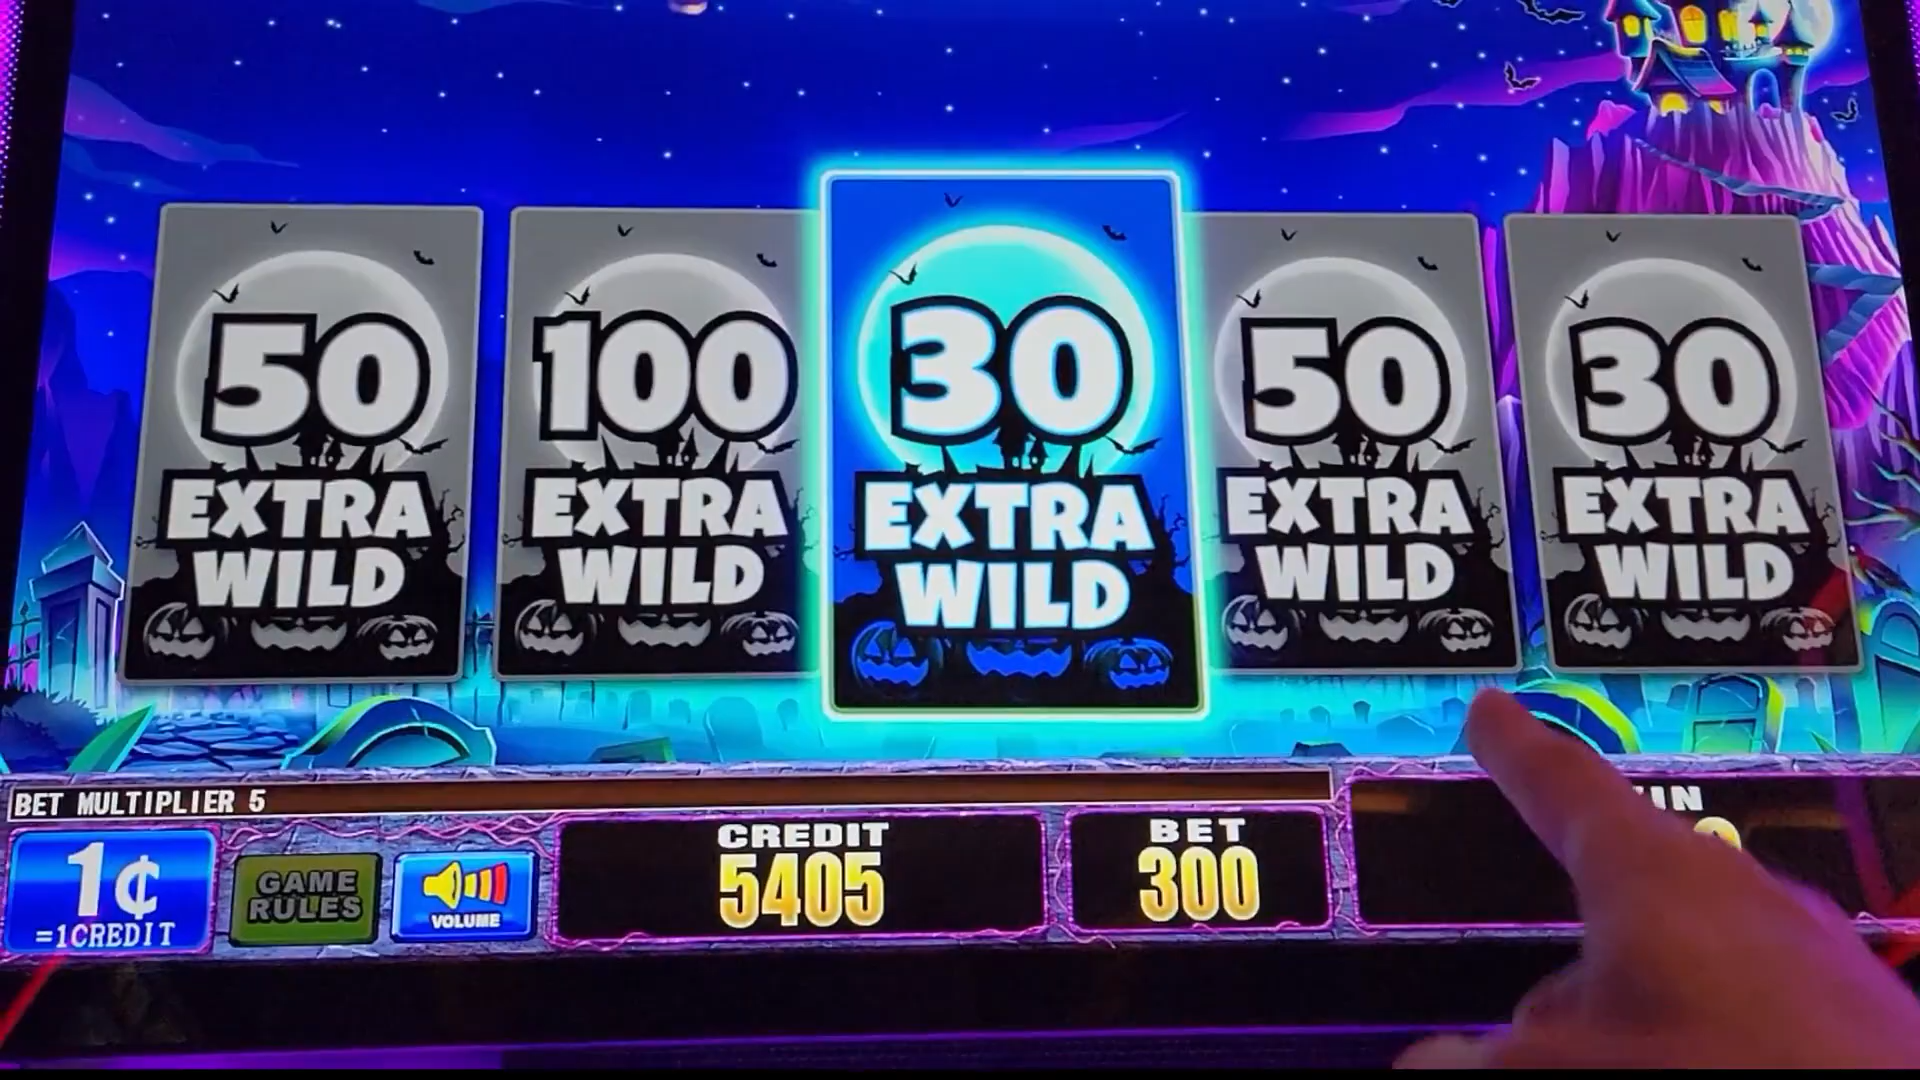 50
EXTRA
WILD
100
EXTRA
WILD
30
EXTRA
WILD
50
EXTRA
WILD
30
EXTRA
WILD
BET MULTIPLIER 5
1¢
=1CREDIT
GAME
RULES
VOLUME
CREDIT
5405
BET
300